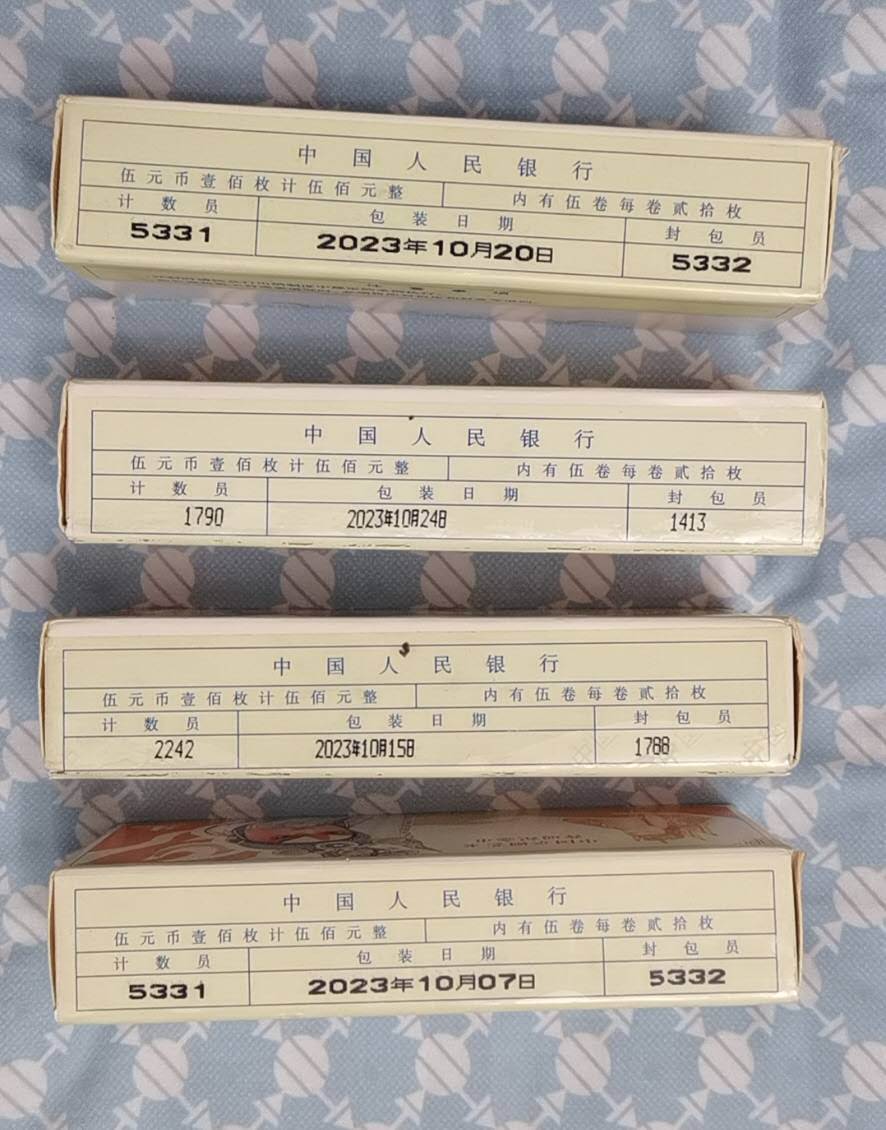 中国人民银行
伍元币壹佰枚计伍佰元整 内有伍卷每卷贰拾枚
计数员 包装日期 封包员
5331 2023年10月20日 5332
中国人民银行
伍元币壹佰枚计伍佰元整 内有伍卷每卷贰拾枚
计数员 包装日期 封包员
1790 2023年10月24日 1413
中国人民银行
伍元币壹佰枚计伍佰元整 内有伍卷每卷贰拾枚
计数员 包装日期 封包员
2242 2023年10月15日 1788
中国人民银行
伍元币壹佰枚计伍佰元整 内有伍卷每卷贰拾枚
计数员 包装日期 封包员
5331 2023年10月07日 5332